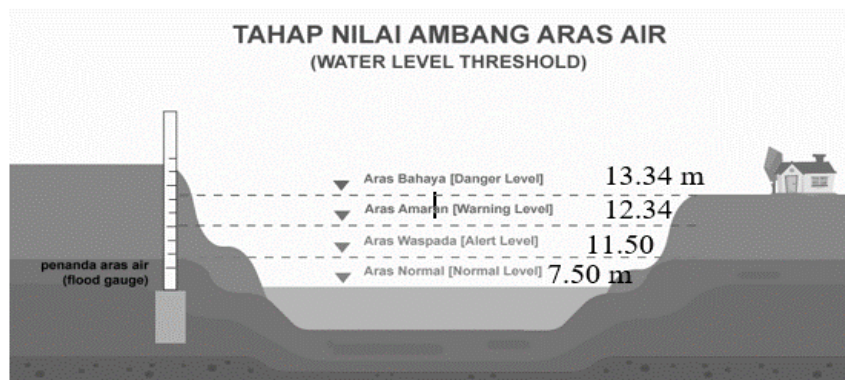 TAHAP NILAI AMBANG ARAS AIR
(WATER LEVEL THRESHOLD)
Aras Bahaya [Danger Level] 13.34 m
Aras Amaran [Warning Level] 12.34
Aras Waspada [Alert Level] 11.50
Aras Normal [Normal Level] 7.50 m
penanda aras air
(flood gauge)